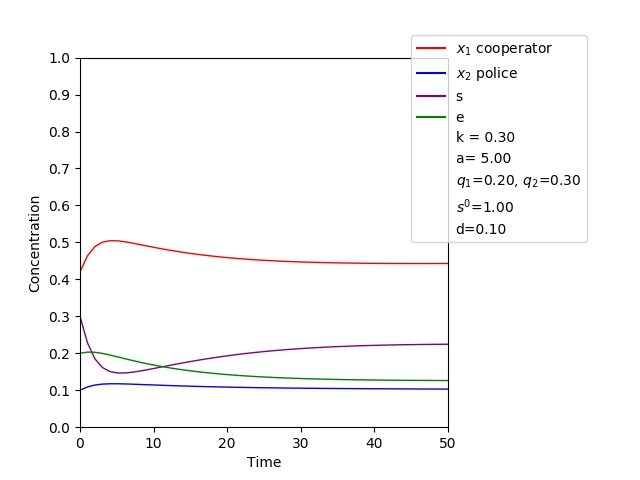 x₁ cooperator
x₂ police
s
e
k = 0.30
a= 5.00
q₁=0.20, q₂=0.30
s⁰=1.00
d=0.10
1.0
0.9
0.8
0.7
0.6
0.5
0.4
0.3
0.2
0.1
0.0
Concentration
0 10 20 30 40 50
Time